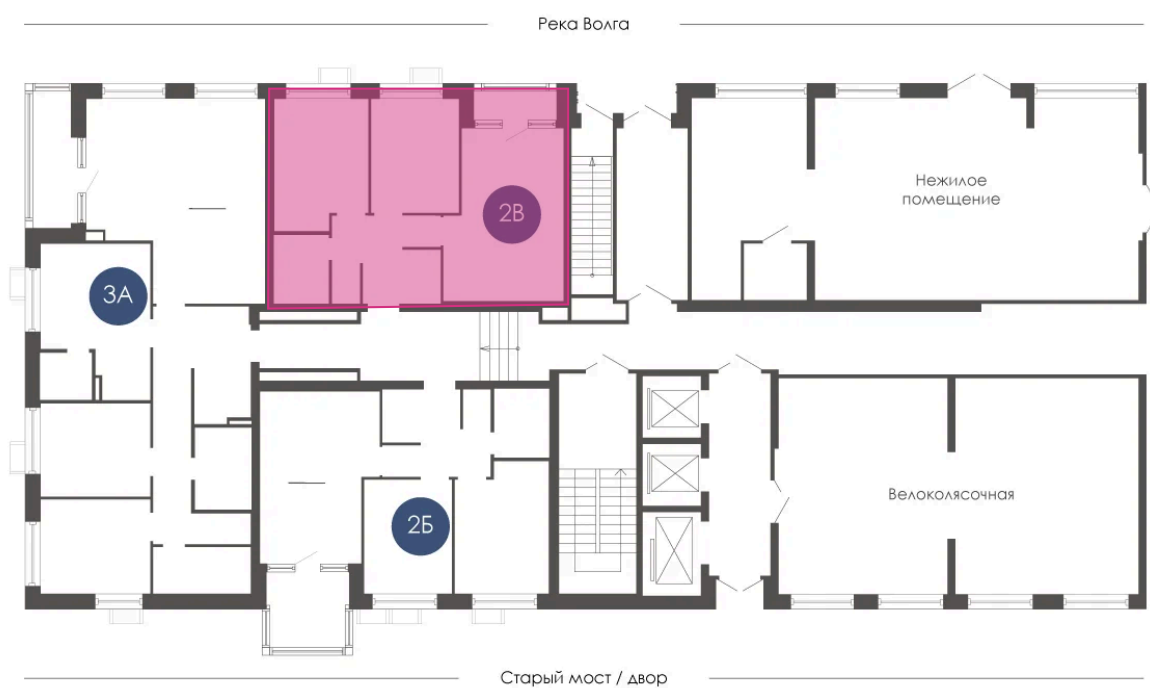 Река Волга
2В
Нежилое
помещение
3А
Велоколясочная
2Б
Старый мост / двор